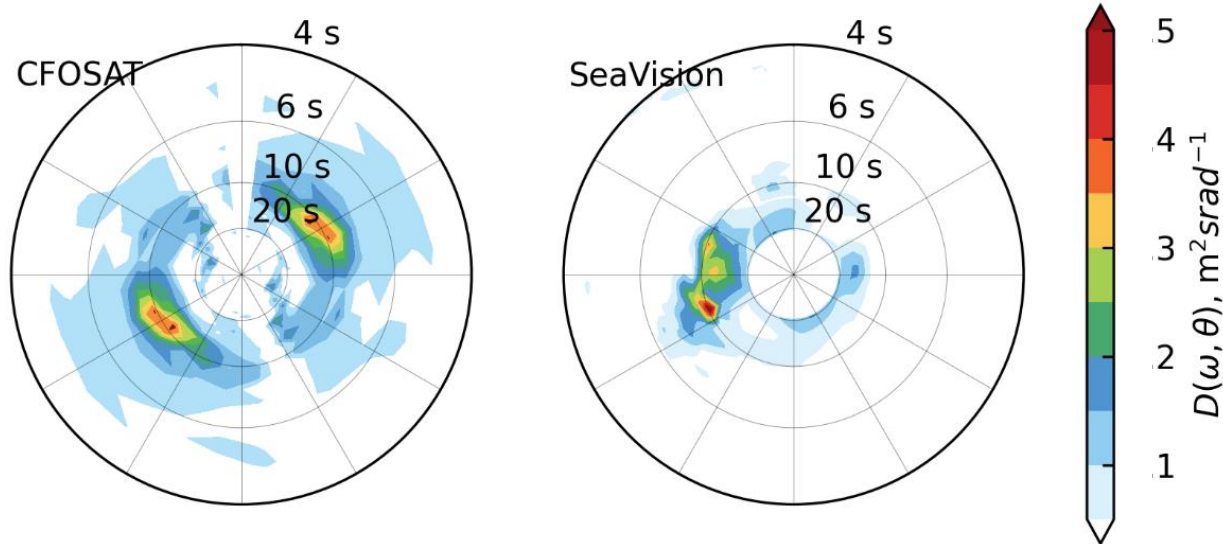 CFOSAT
4 s
6 s
10 s
20 s
SeaVision
4 s
6 s
10 s
20 s
.5
.4
.3
.2
.1
D(ω, θ), m²srad⁻¹